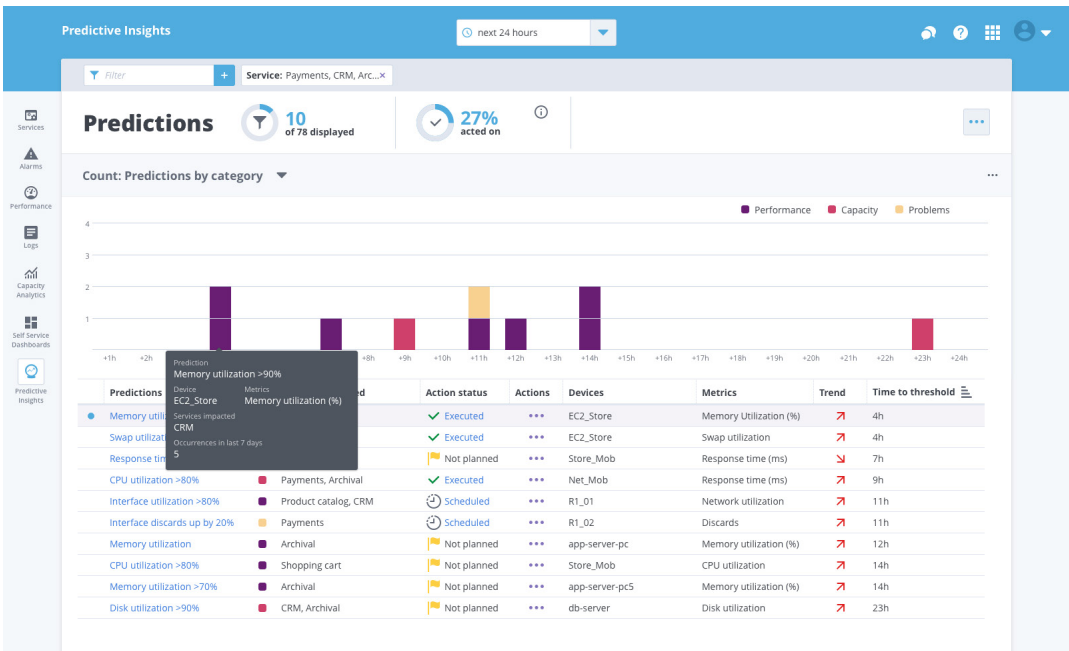 Predictive Insights
next 24 hours
Filter
+
Service: Payments, CRM, Arc...×
Services
Alarms
Performance
Logs
Capacity
Analytics
Self Service
Dashboards
Predictive
Insights
Predictions
10
of 78 displayed
27%
acted on
Count: Predictions by category
Performance Capacity Problems
4
3
2
1
+1h +2h +8h +9h +10h +11h +12h +13h +14h +15h +16h +17h +18h +19h +20h +21h +22h +23h +24h
Prediction
Memory utilization >90%
Device Metrics
EC2_Store Memory utilization (%)
Services impacted
CRM
Occurrences in last 7 days
5
Predictions Action status Actions Devices Metrics Trend Time to threshold
Executed EC2_Store Memory Utilization (%) 4h
Executed EC2_Store Swap utilization 4h
Response Not planned Store_Mob Response time (ms) 7h
CPU utilization >80% Payments, Archival Executed Net_Mob Response time (ms) 9h
Interface utilization >80% Product catalog, CRM Scheduled R1_01 Network utilization 11h
Interface discards up by 20% Payments Scheduled R1_02 Discards 11h
Memory utilization Archival Not planned app-server-pc Memory utilization (%) 12h
CPU utilization >80% Shopping cart Not planned Store_Mob CPU utilization 14h
Memory utilization >70% Archival Not planned app-server-pc5 Memory utilization (%) 14h
Disk utilization >90% CRM, Archival Not planned db-server Disk utilization 23h